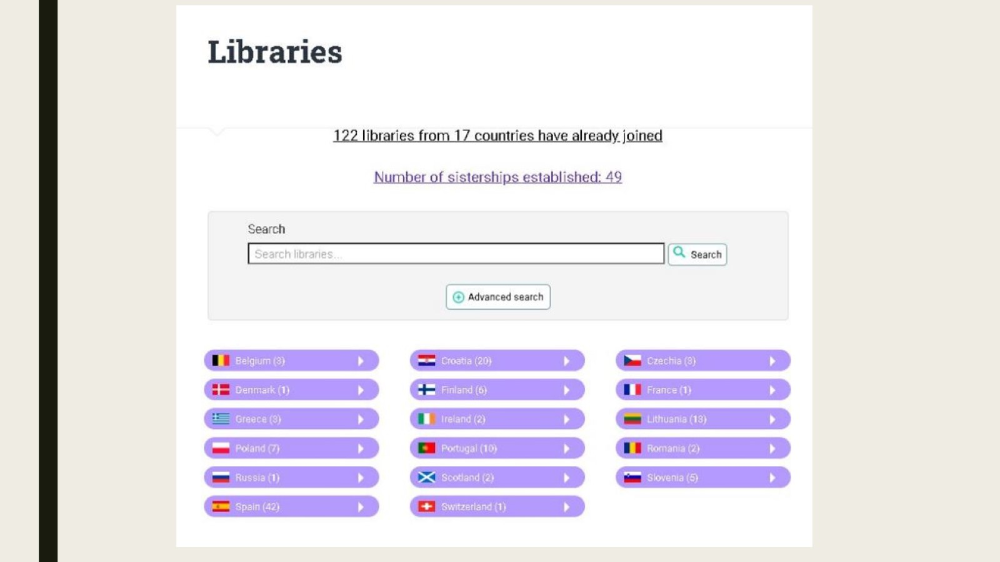 Libraries
122 libraries from 17 countries have already joined
Number of sisterships established: 49
Search
Search libraries...
Search
Advanced search
Belgium (3)
Croatia (20)
Czechia (3)
Denmark (1)
Finland (6)
France (1)
Greece (3)
Ireland (2)
Lithuania (13)
Poland (7)
Portugal (10)
Romania (2)
Russia (1)
Scotland (2)
Slovenia (5)
Spain (42)
Switzerland (1)